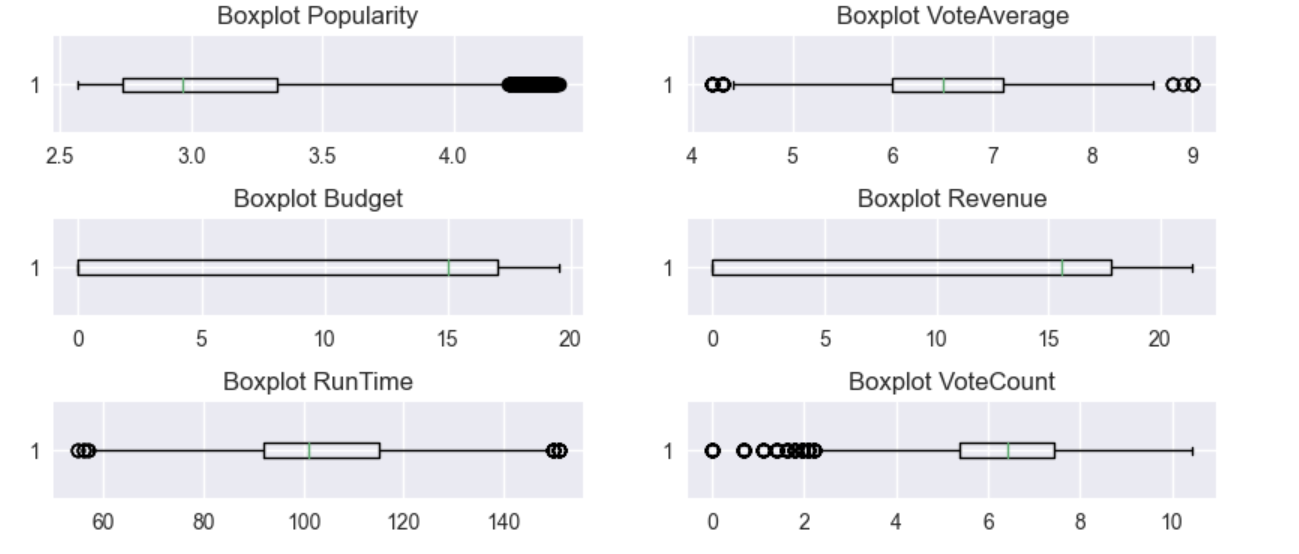 Boxplot Popularity
1
2.5 3.0 3.5 4.0
Boxplot VoteAverage
1
4 5 6 7 8 9
Boxplot Budget
1
0 5 10 15 20
Boxplot Revenue
1
0 5 10 15 20
Boxplot RunTime
1
60 80 100 120 140
Boxplot VoteCount
1
0 2 4 6 8 10